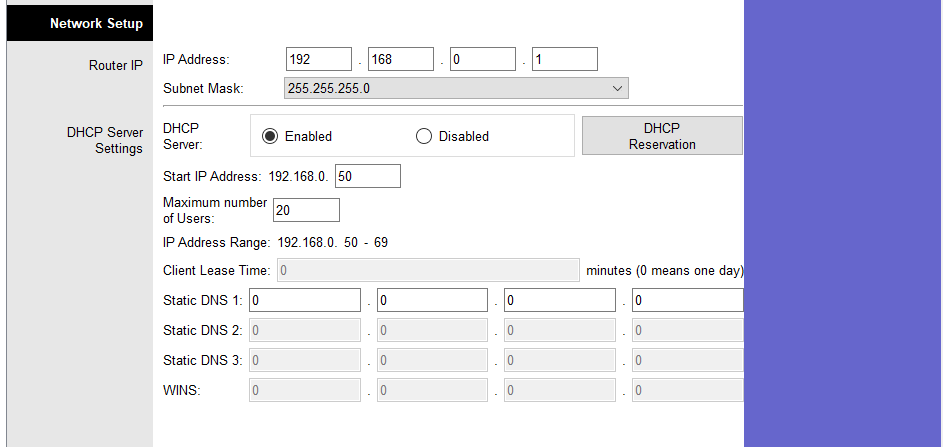 Network Setup
Router IP
IP Address: 192 . 168 . 0 . 1
Subnet Mask: 255.255.255.0
DHCP Server
Settings
DHCP
Server:
Enabled Disabled
DHCP
Reservation
Start IP Address: 192.168.0. 50
Maximum number
of Users:
20
IP Address Range: 192.168.0. 50 - 69
Client Lease Time: 0 minutes (0 means one day)
Static DNS 1: 0 . 0 . 0 . 0
Static DNS 2: 0 . 0 . 0 . 0
Static DNS 3: 0 . 0 . 0 . 0
WINS: 0 . 0 . 0 . 0